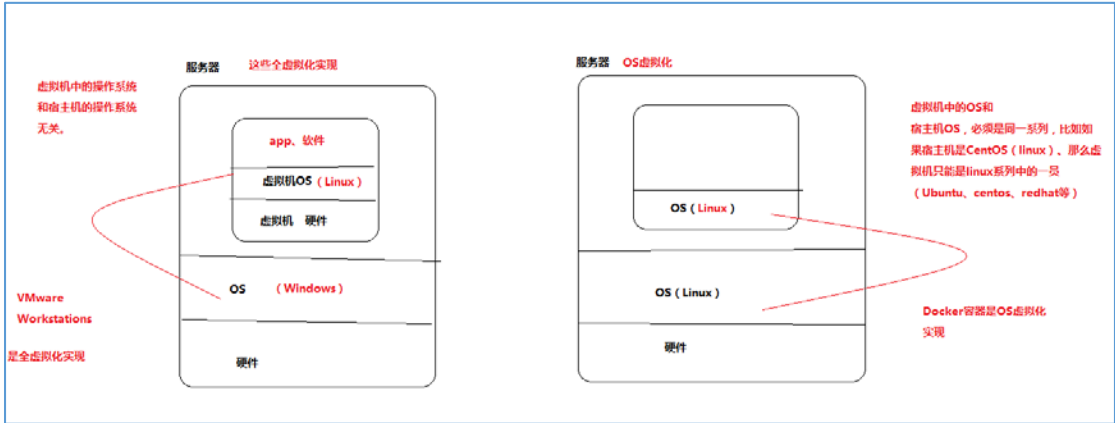 服务器 这些全虚拟化实现
虚拟机中的操作系统
和宿主机的操作系统
无关。
app、软件
虚拟机OS（Linux）
虚拟机 硬件
OS （Windows）
VMware
Workstations
是全虚拟化实现
硬件
服务器 OS虚拟化
虚拟机中的OS和
宿主机OS，必须是同一系列，比如如
果宿主机是CentOS（linux）、那么虚
拟机只能是linux系列中的一员
（Ubuntu、centos、redhat等）
OS（Linux）
OS（Linux）
Docker容器是OS虚拟化
实现
硬件